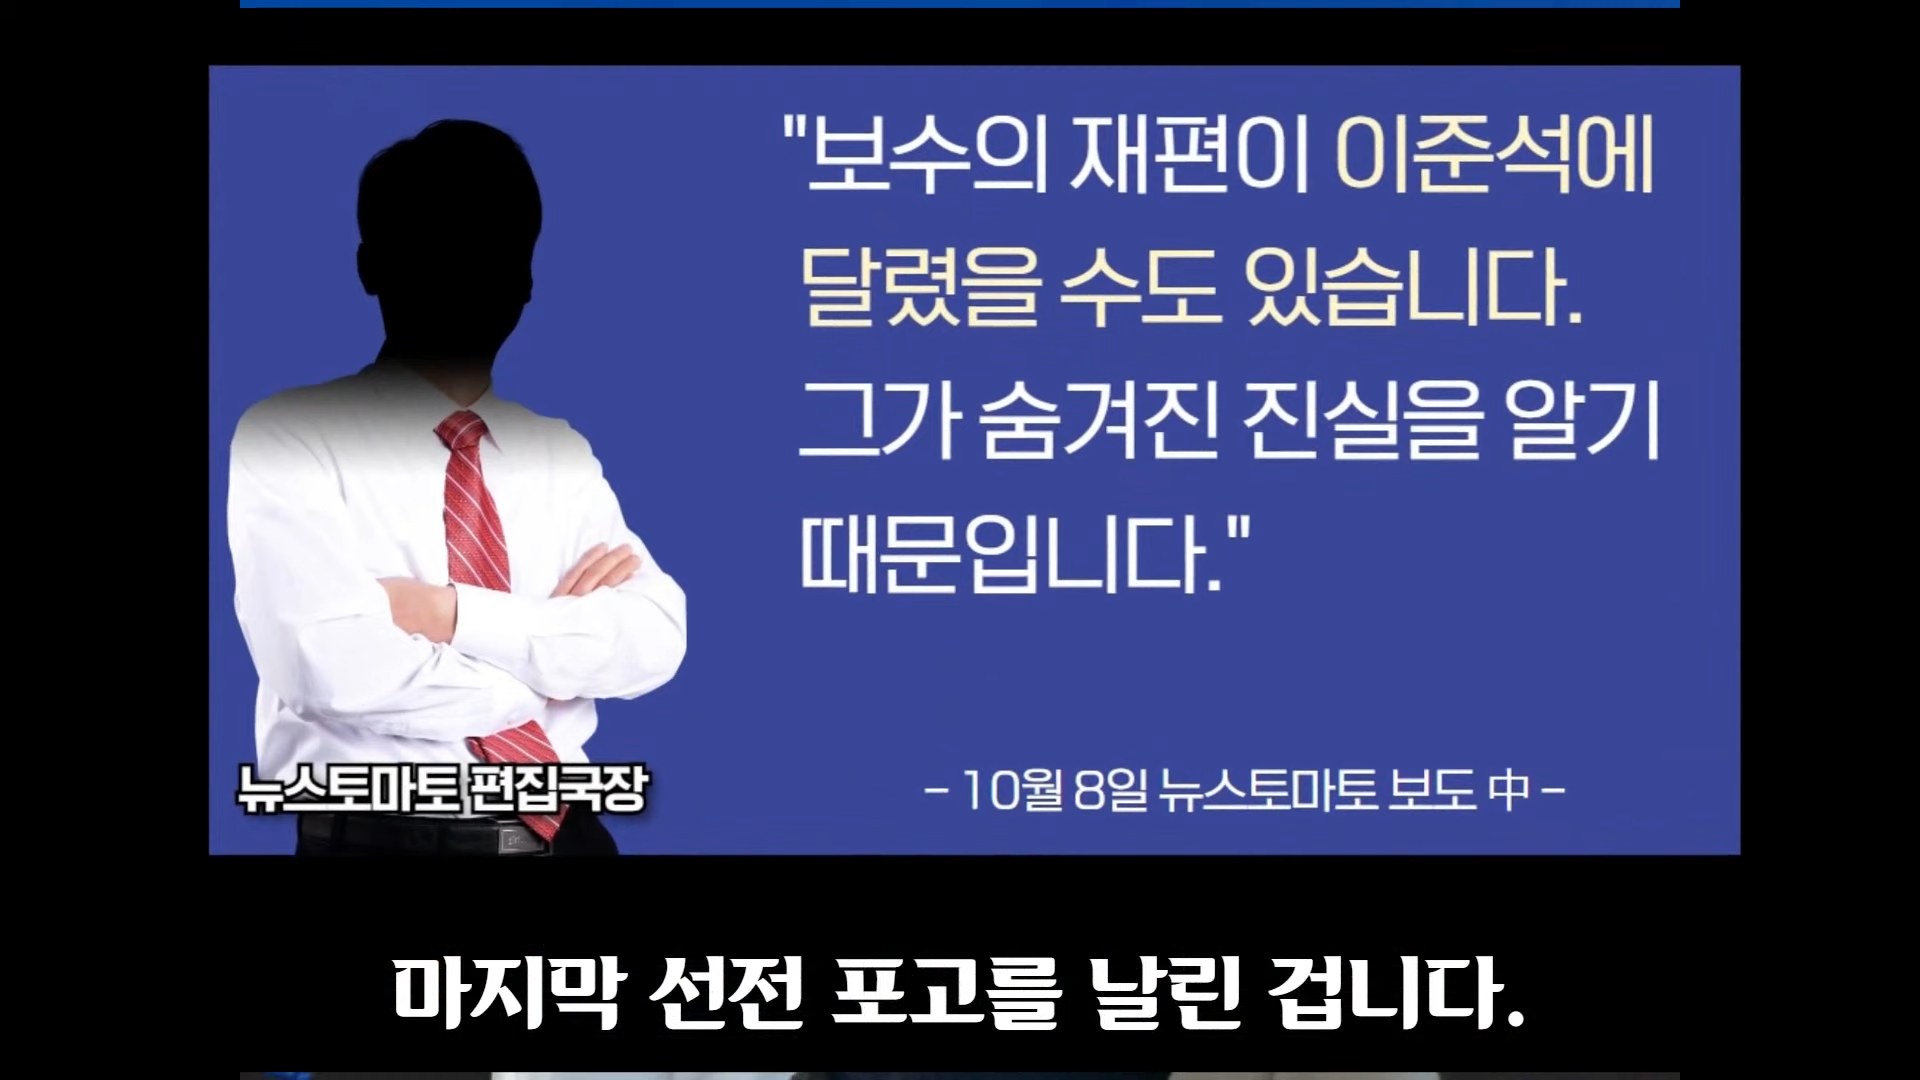 "보수의 재편이 이준석에
달렸을 수도 있습니다.
그가 숨겨진 진실을 알기
때문입니다."
뉴스토마토 편집국장
– 10월 8일 뉴스토마토 보도 中 –
마지막 선전 포고를 날린 겁니다.